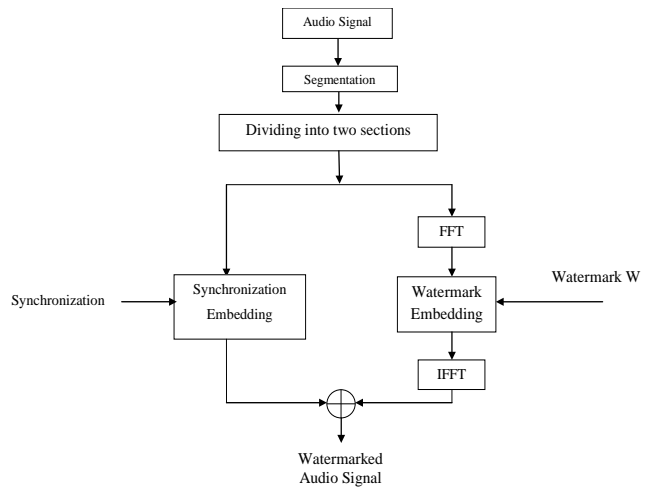 Audio Signal
Segmentation
Dividing into two sections
FFT
Watermark W
Synchronization
Synchronization
Embedding
Watermark
Embedding
IFFT
Watermarked
Audio Signal